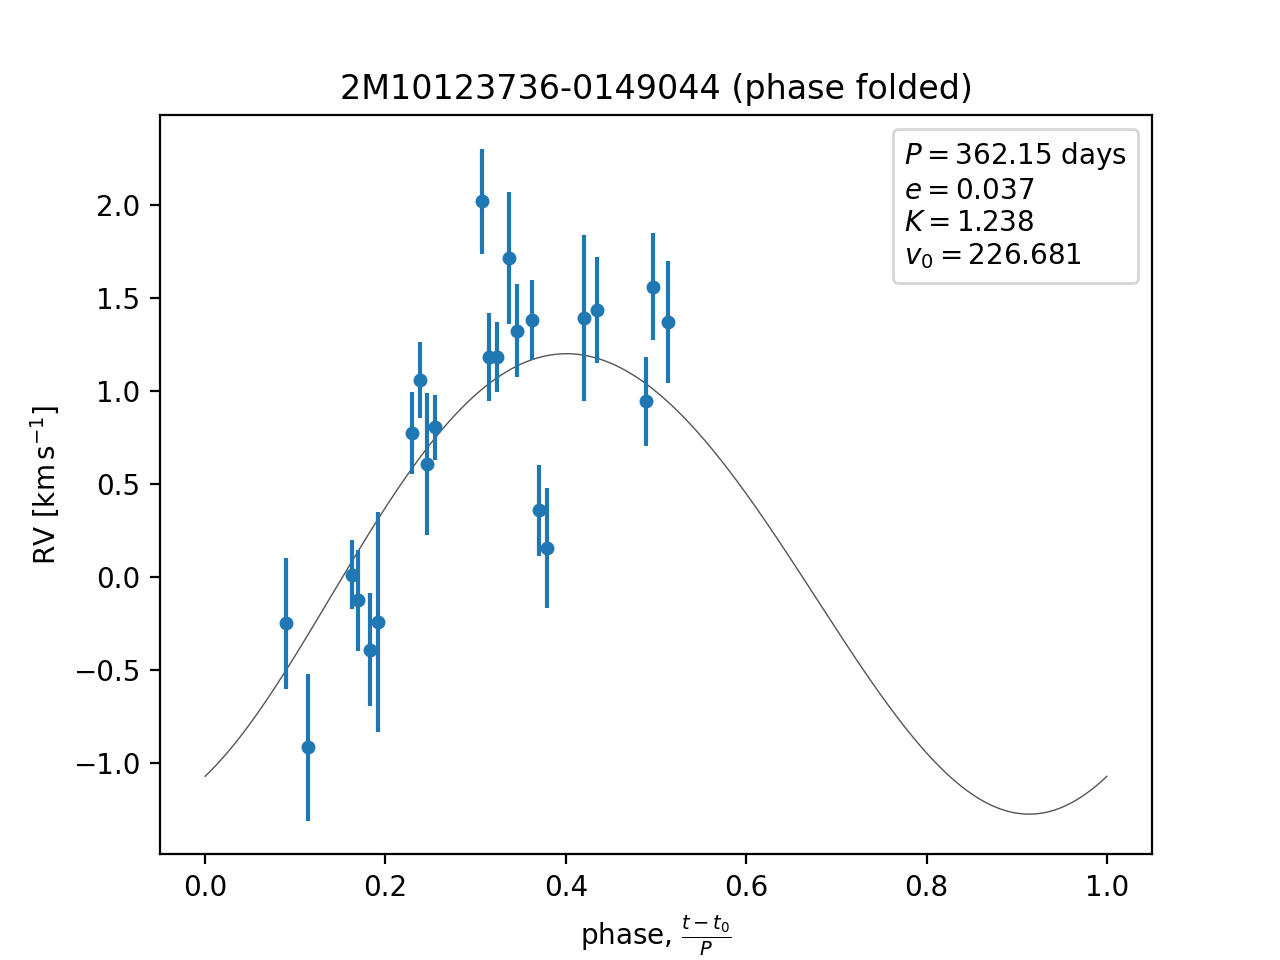 2M10123736-0149044 (phase folded)
P = 362.15 days
e = 0.037
K = 1.238
v₀ = 226.681
RV [km s⁻¹]
2.0
1.5
1.0
0.5
0.0
−0.5
−1.0
0.0 0.2 0.4 0.6 0.8 1.0
phase, (t − t₀)/P